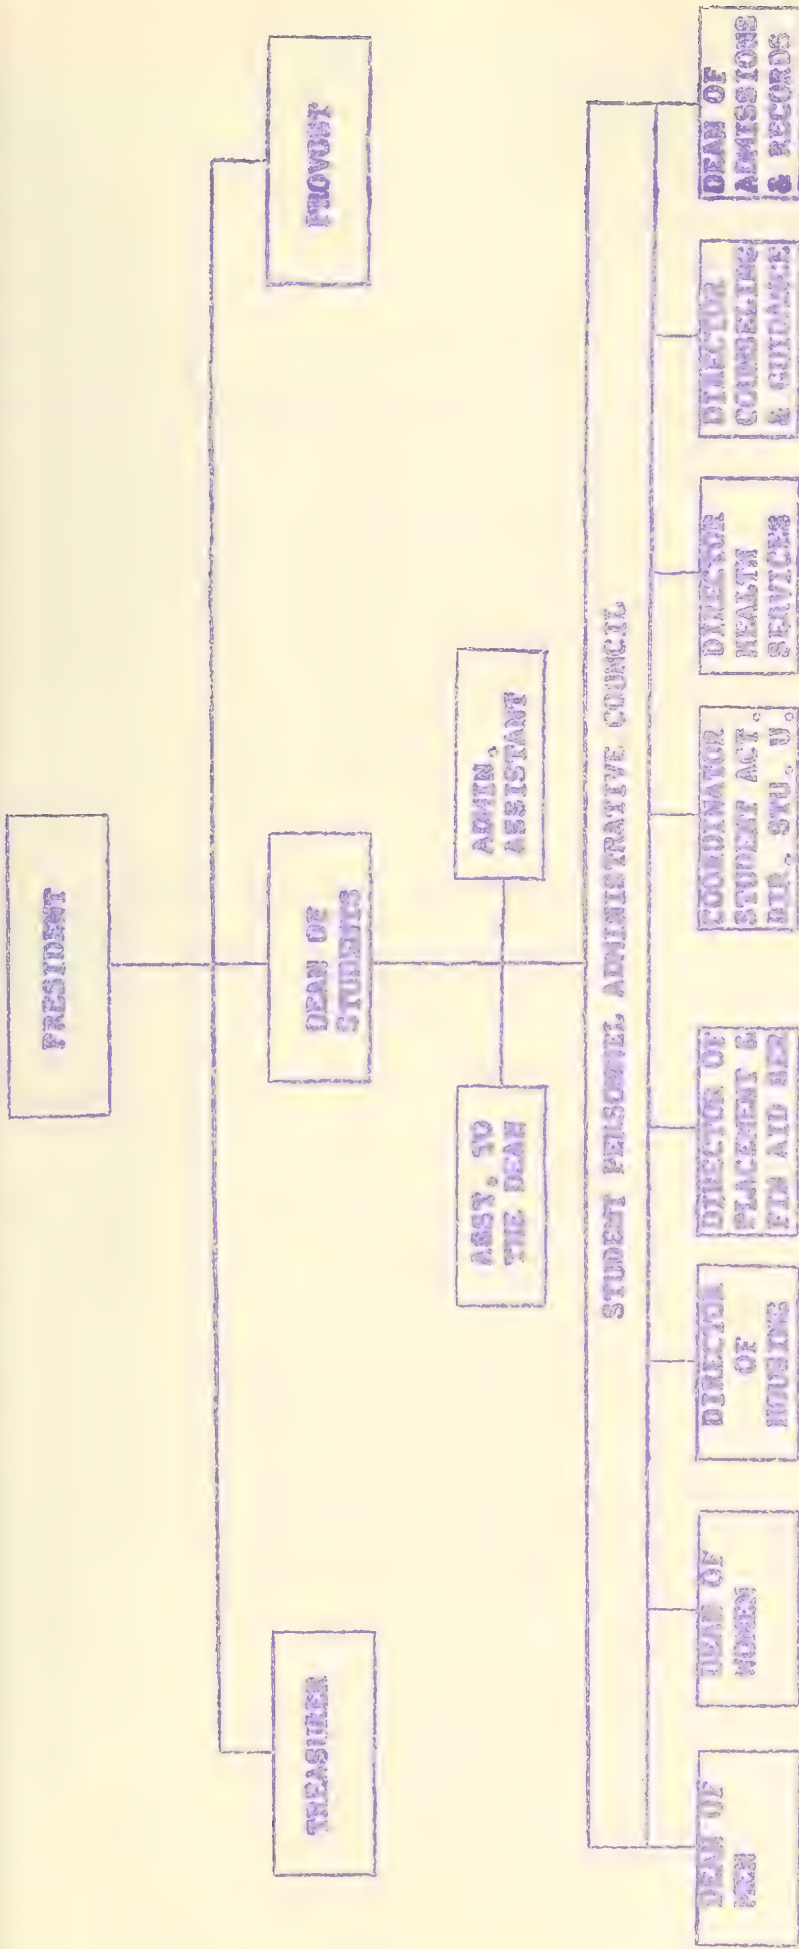 PRESIDENT
TREASURER
DEAN OF
STUDENTS
PROVOST
ASST. TO
THE DEAN
ADMIN.
ASSISTANT
STUDENT PERSONNEL ADMINISTRATIVE COUNCIL
DEAN OF
MEN
DEAN OF
WOMEN
DIRECTOR
OF
HOUSING
DIRECTOR OF
PLACEMENT &
FIN AID
COORDINATOR
STUDENT ACT.
DIR. STU. U.
DIRECTOR
HEALTH
SERVICES
DIRECTOR
COUNSELING
& GUIDANCE
DEAN OF
ADMISSIONS
& RECORDS